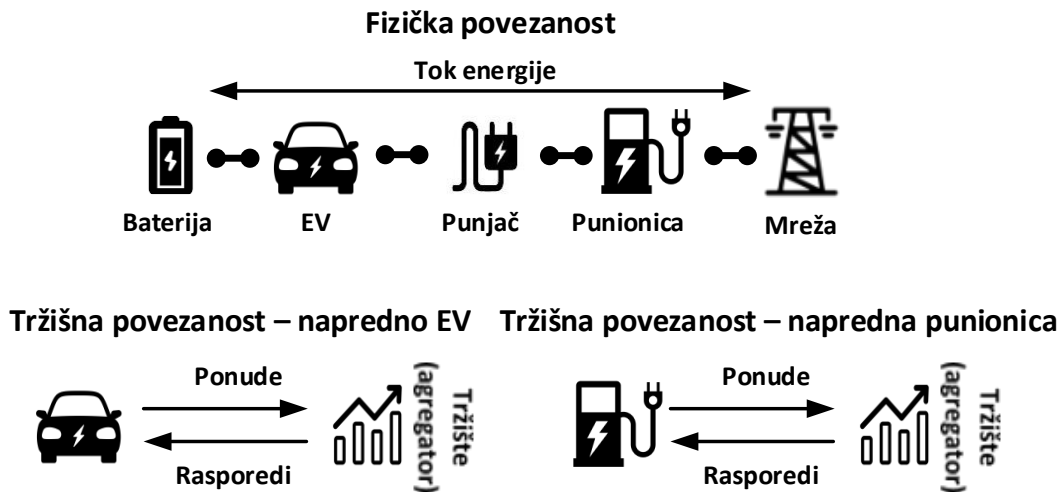 Fizička povezanost
Tok energije
Baterija
EV
Punjač
Punionica
Mreža
Tržišna povezanost – napredno EV
Ponude
Rasporedi
Tržište
(agregator)
Tržišna povezanost – napredna punionica
Ponude
Rasporedi
Tržište
(agregator)